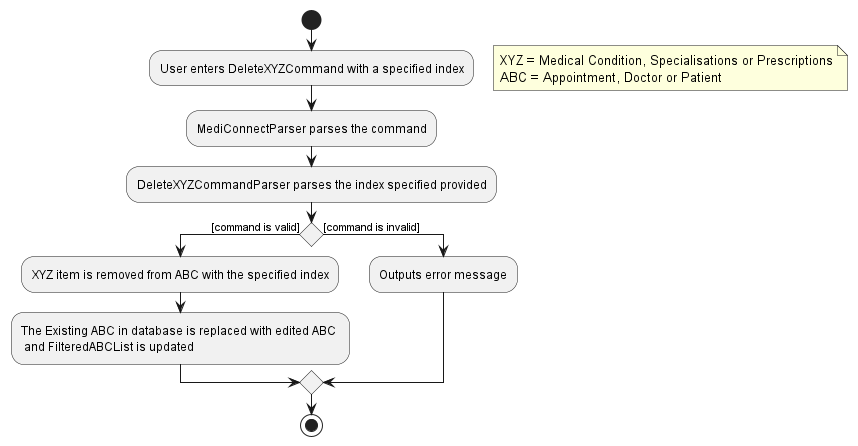 User enters DeleteXYZCommand with a specified index
XYZ = Medical Condition, Specialisations or Prescriptions
ABC = Appointment, Doctor or Patient
MediConnectParser parses the command
DeleteXYZCommandParser parses the index specified provided
[command is valid]
[command is invalid]
XYZ item is removed from ABC with the specified index
Outputs error message
The Existing ABC in database is replaced with edited ABC
and FilteredABCList is updated